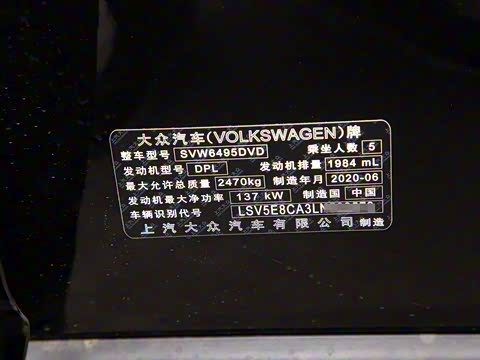 大众汽车(VOLKSWAGEN)牌
整车型号 SVW6495DVD 乘坐人数 5
发动机型号 DPL 发动机排量 1984 mL
最大允许总质量 2470kg 制造年月 2020-06
发动机最大净功率 137 kW 制造国 中国
车辆识别代号 LSV5E8CA3L
上汽大众汽车有限公司 制造